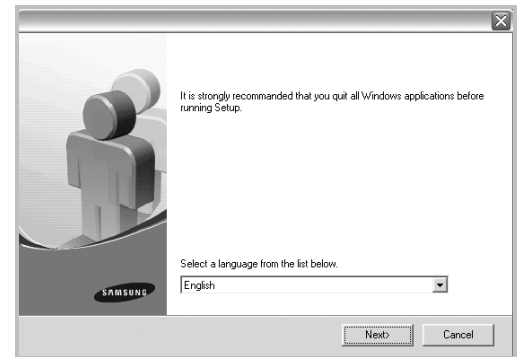 It is strongly recommanded that you quit all Windows applications before
running Setup.
Select a language from the list below.
English
SAMSUNG
Next>
Cancel